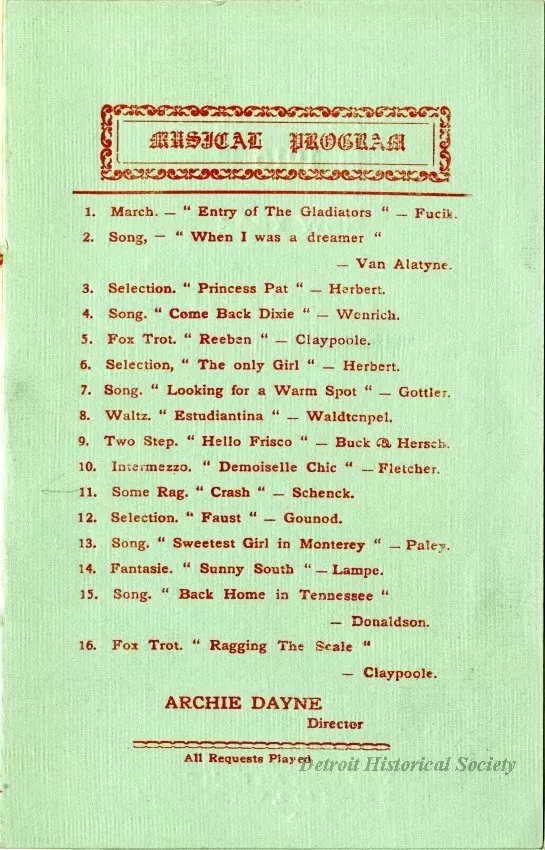 MUSICAL PROGRAM
1. March. — " Entry of The Gladiators " — Fucik.
2. Song, — " When I was a dreamer "
— Van Alatyne.
3. Selection. " Princess Pat " — Herbert.
4. Song. " Come Back Dixie " — Wenrich.
5. Fox Trot. " Reeben " — Claypoole.
6. Selection, " The only Girl " — Herbert.
7. Song. " Looking for a Warm Spot " — Gottler.
8. Waltz. " Estudiantina " — Waldtenpel.
9. Two Step. " Hello Frisco " — Buck & Hersch.
10. Intermezzo. " Demoiselle Chic " — Fletcher.
11. Some Rag. " Crash " — Schenck.
12. Selection. " Faust " — Gounod.
13. Song. " Sweetest Girl in Monterey " — Paley.
14. Fantasie. " Sunny South " — Lampe.
15. Song. " Back Home in Tennessee "
— Donaldson.
16. Fox Trot. " Ragging The Scale "
— Claypoole.
ARCHIE DAYNE
Director
All Requests Played
Detroit Historical Society